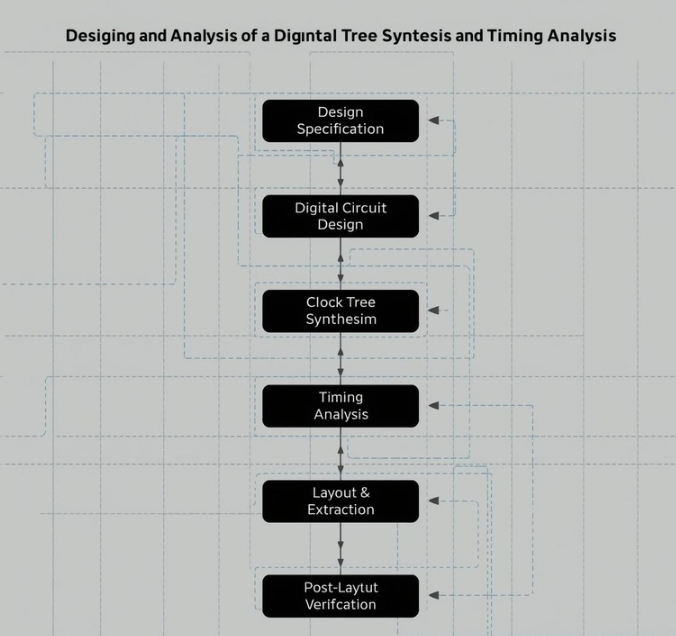 Desiging and Analysis of a Digıntal Tree Syntesis and Timing Analysis
Design
Specification
Digital Circuit
Design
Clock Tree
Synthesim
Timing
Analysis
Layout &
Extraction
Post-Laytut
Verifcation